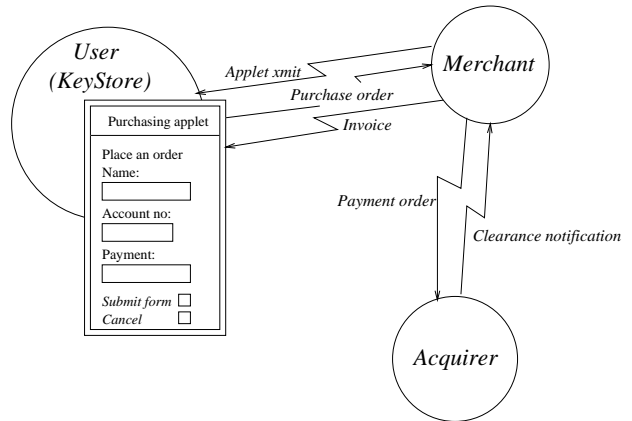 User
(KeyStore)
Applet xmit
Merchant
Purchase order
Invoice
Purchasing applet
Place an order
Name:
Account no:
Payment:
Submit form
Cancel
Payment order
Clearance notification
Acquirer